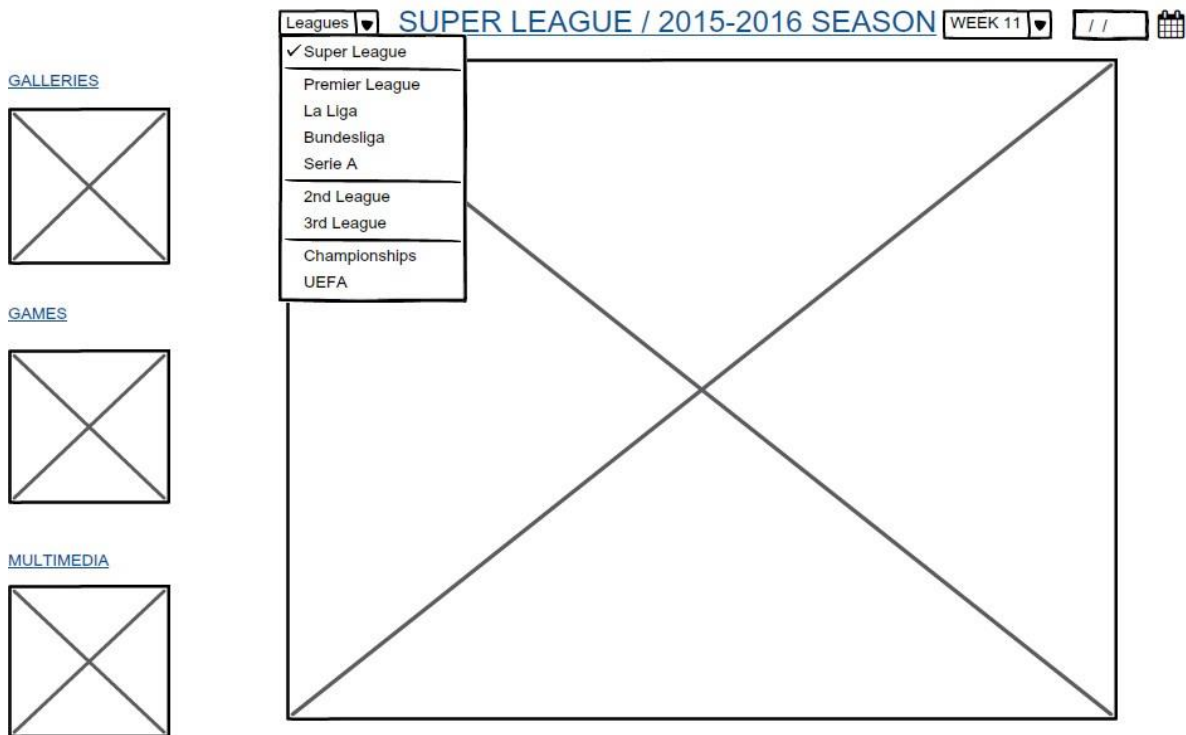 Leagues
SUPER LEAGUE / 2015-2016 SEASON
WEEK 11
/ /
Super League
Premier League
La Liga
Bundesliga
Serie A
2nd League
3rd League
Championships
UEFA
GALLERIES
GAMES
MULTIMEDIA